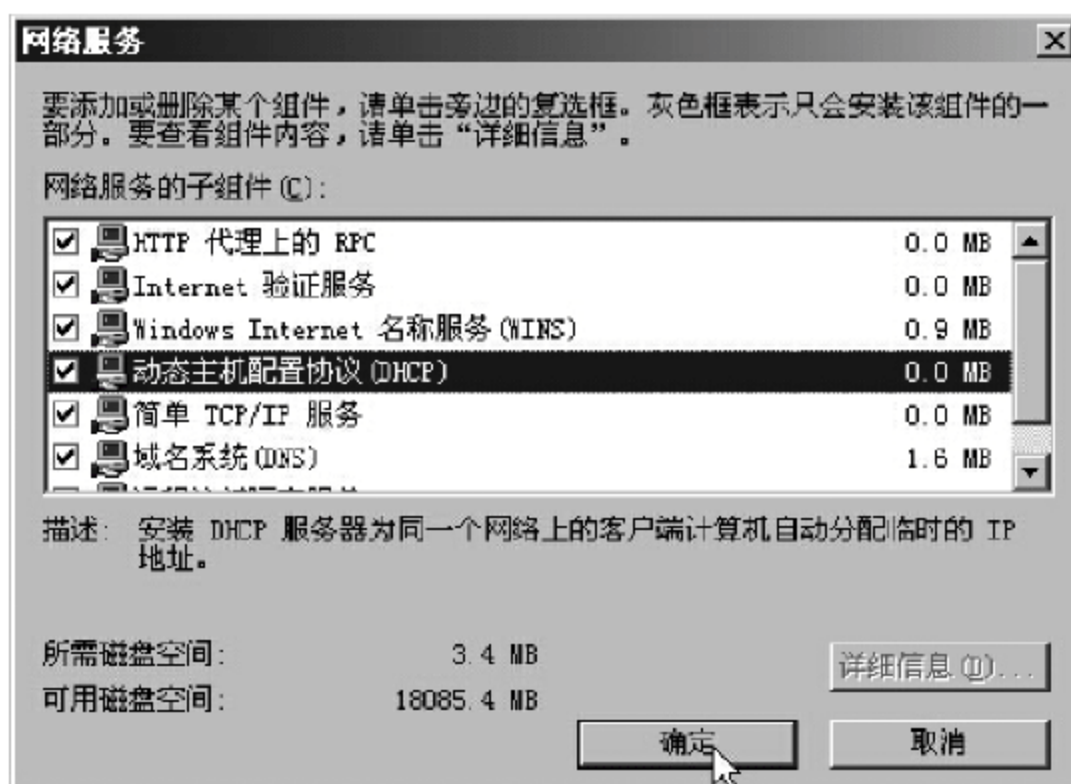 网络服务
要添加或删除某个组件，请单击旁边的复选框。灰色框表示只会安装该组件的一
部分。要查看组件内容，请单击“详细信息”。
网络服务的子组件(C):
HTTP 代理上的 RPC 0.0 MB
Internet 验证服务 0.0 MB
Windows Internet 名称服务(WINS) 0.9 MB
动态主机配置协议(DHCP) 0.0 MB
简单 TCP/IP 服务 0.0 MB
域名系统(DNS) 1.6 MB
描述: 安装 DHCP 服务器为同一个网络上的客户端计算机自动分配临时的 IP
地址。
所需磁盘空间: 3.4 MB
详细信息(D)...
可用磁盘空间: 18085.4 MB
确定 取消